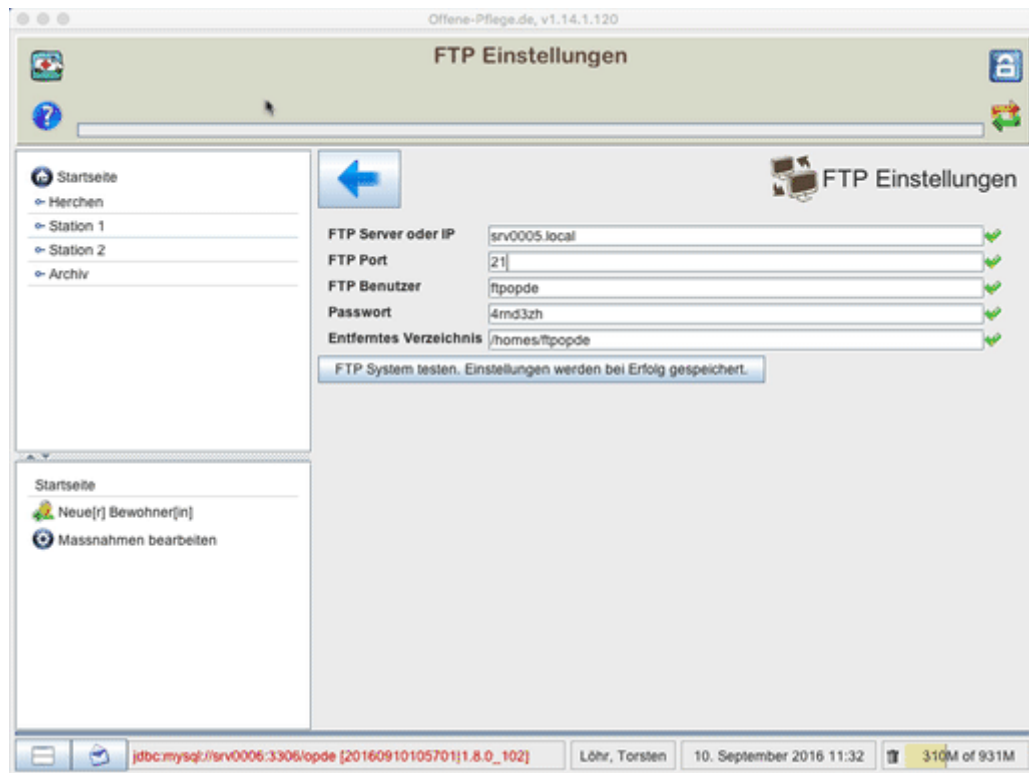 Offene-Pflege.de, v1.14.1.120
FTP Einstellungen
Startseite
Herchen
Station 1
Station 2
Archiv
FTP Einstellungen
FTP Server oder IP srv0005.local
FTP Port 21
FTP Benutzer ftpopde
Passwort 4rnd3zh
Entferntes Verzeichnis /homes/ftpopde
FTP System testen. Einstellungen werden bei Erfolg gespeichert.
Startseite
Neue[r] Bewohner[in]
Massnahmen bearbeiten
jdbc:mysql://srv0006:3306/opde [20160910105701|1.8.0_102] Löhr, Torsten 10. September 2016 11:32 310M of 931M